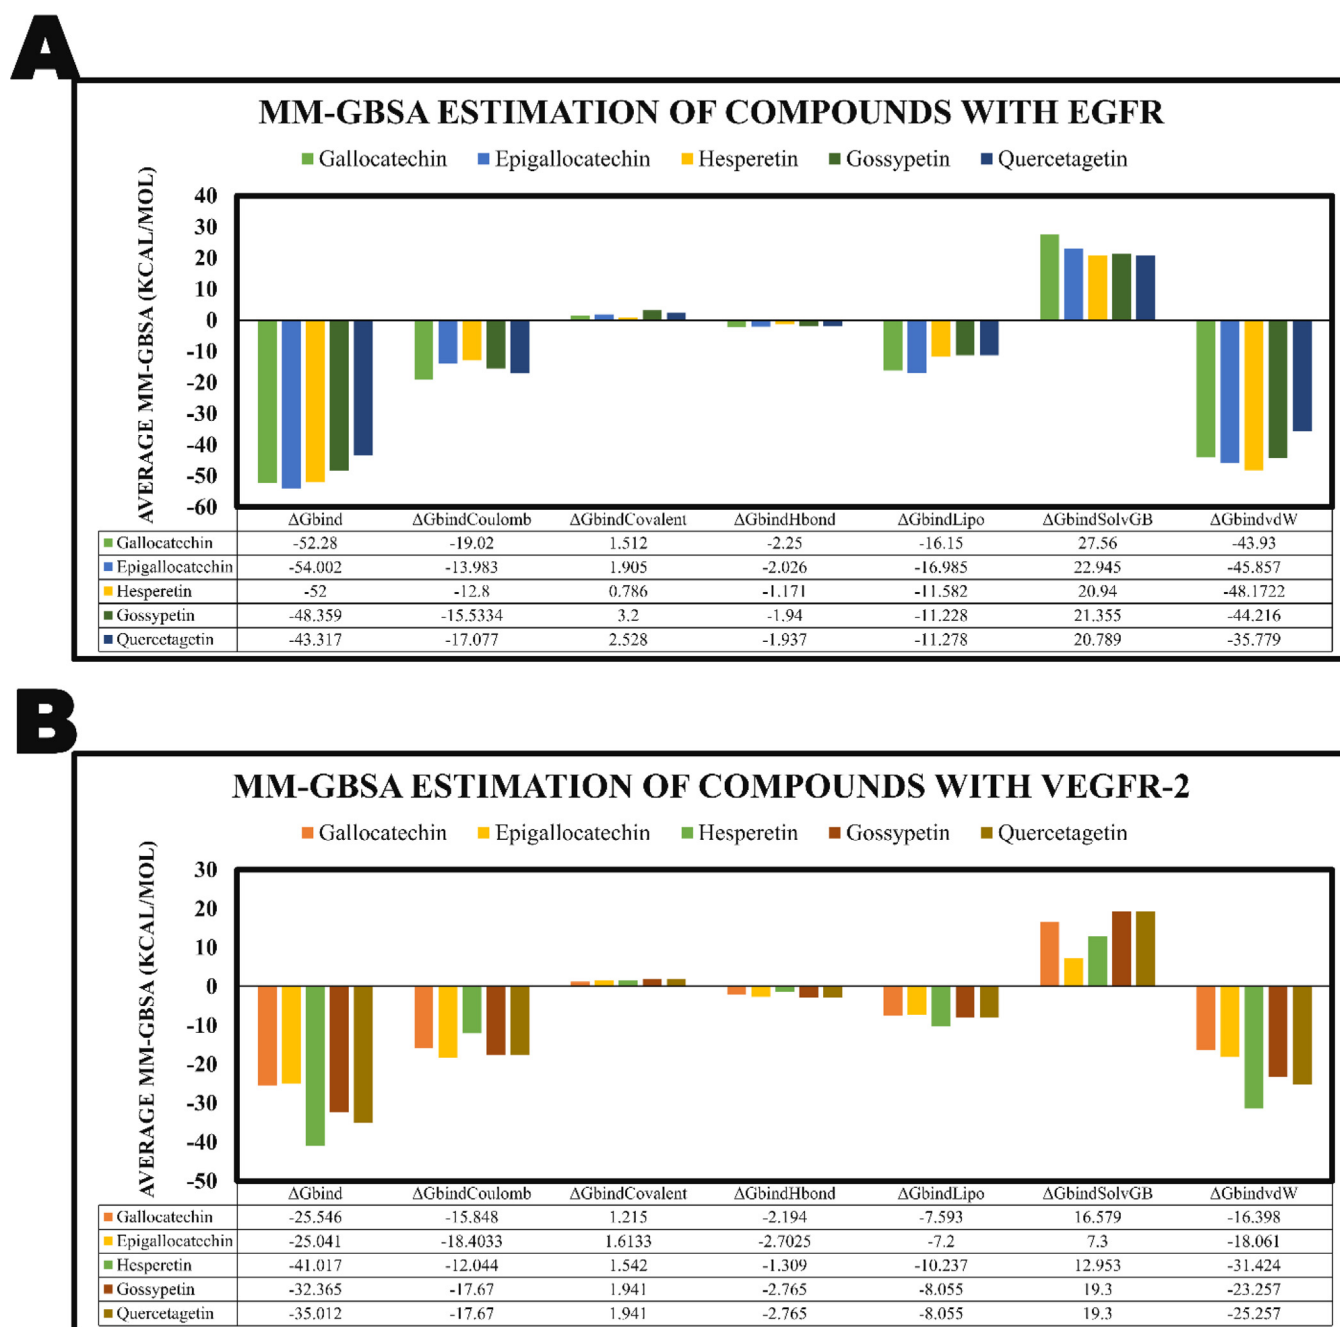 A
MM-GBSA ESTIMATION OF COMPOUNDS WITH EGFR
Gallocatechin Epigallocatechin Hesperetin Gossypetin Quercetagetin
AVERAGE MM-GBSA (KCAL/MOL)
40
30
20
10
0
-10
-20
-30
-40
-50
-60
ΔGbind ΔGbindCoulomb ΔGbindCovalent ΔGbindHbond ΔGbindLipo ΔGbindSolvGB ΔGbindvdW
Gallocatechin -52.28 -19.02 1.512 -2.25 -16.15 27.56 -43.93
Epigallocatechin -54.002 -13.983 1.905 -2.026 -16.985 22.945 -45.857
Hesperetin -52 -12.8 0.786 -1.171 -11.582 20.94 -48.1722
Gossypetin -48.359 -15.5334 3.2 -1.94 -11.228 21.355 -44.216
Quercetagetin -43.317 -17.077 2.528 -1.937 -11.278 20.789 -35.779
B
MM-GBSA ESTIMATION OF COMPOUNDS WITH VEGFR-2
Gallocatechin Epigallocatechin Hesperetin Gossypetin Quercetagetin
AVERAGE MM-GBSA (KCAL/MOL)
30
20
10
0
-10
-20
-30
-40
-50
ΔGbind ΔGbindCoulomb ΔGbindCovalent ΔGbindHbond ΔGbindLipo ΔGbindSolvGB ΔGbindvdW
Gallocatechin -25.546 -15.848 1.215 -2.194 -7.593 16.579 -16.398
Epigallocatechin -25.041 -18.4033 1.6133 -2.7025 -7.2 7.3 -18.061
Hesperetin -41.017 -12.044 1.542 -1.309 -10.237 12.953 -31.424
Gossypetin -32.365 -17.67 1.941 -2.765 -8.055 19.3 -23.257
Quercetagetin -35.012 -17.67 1.941 -2.765 -8.055 19.3 -25.257